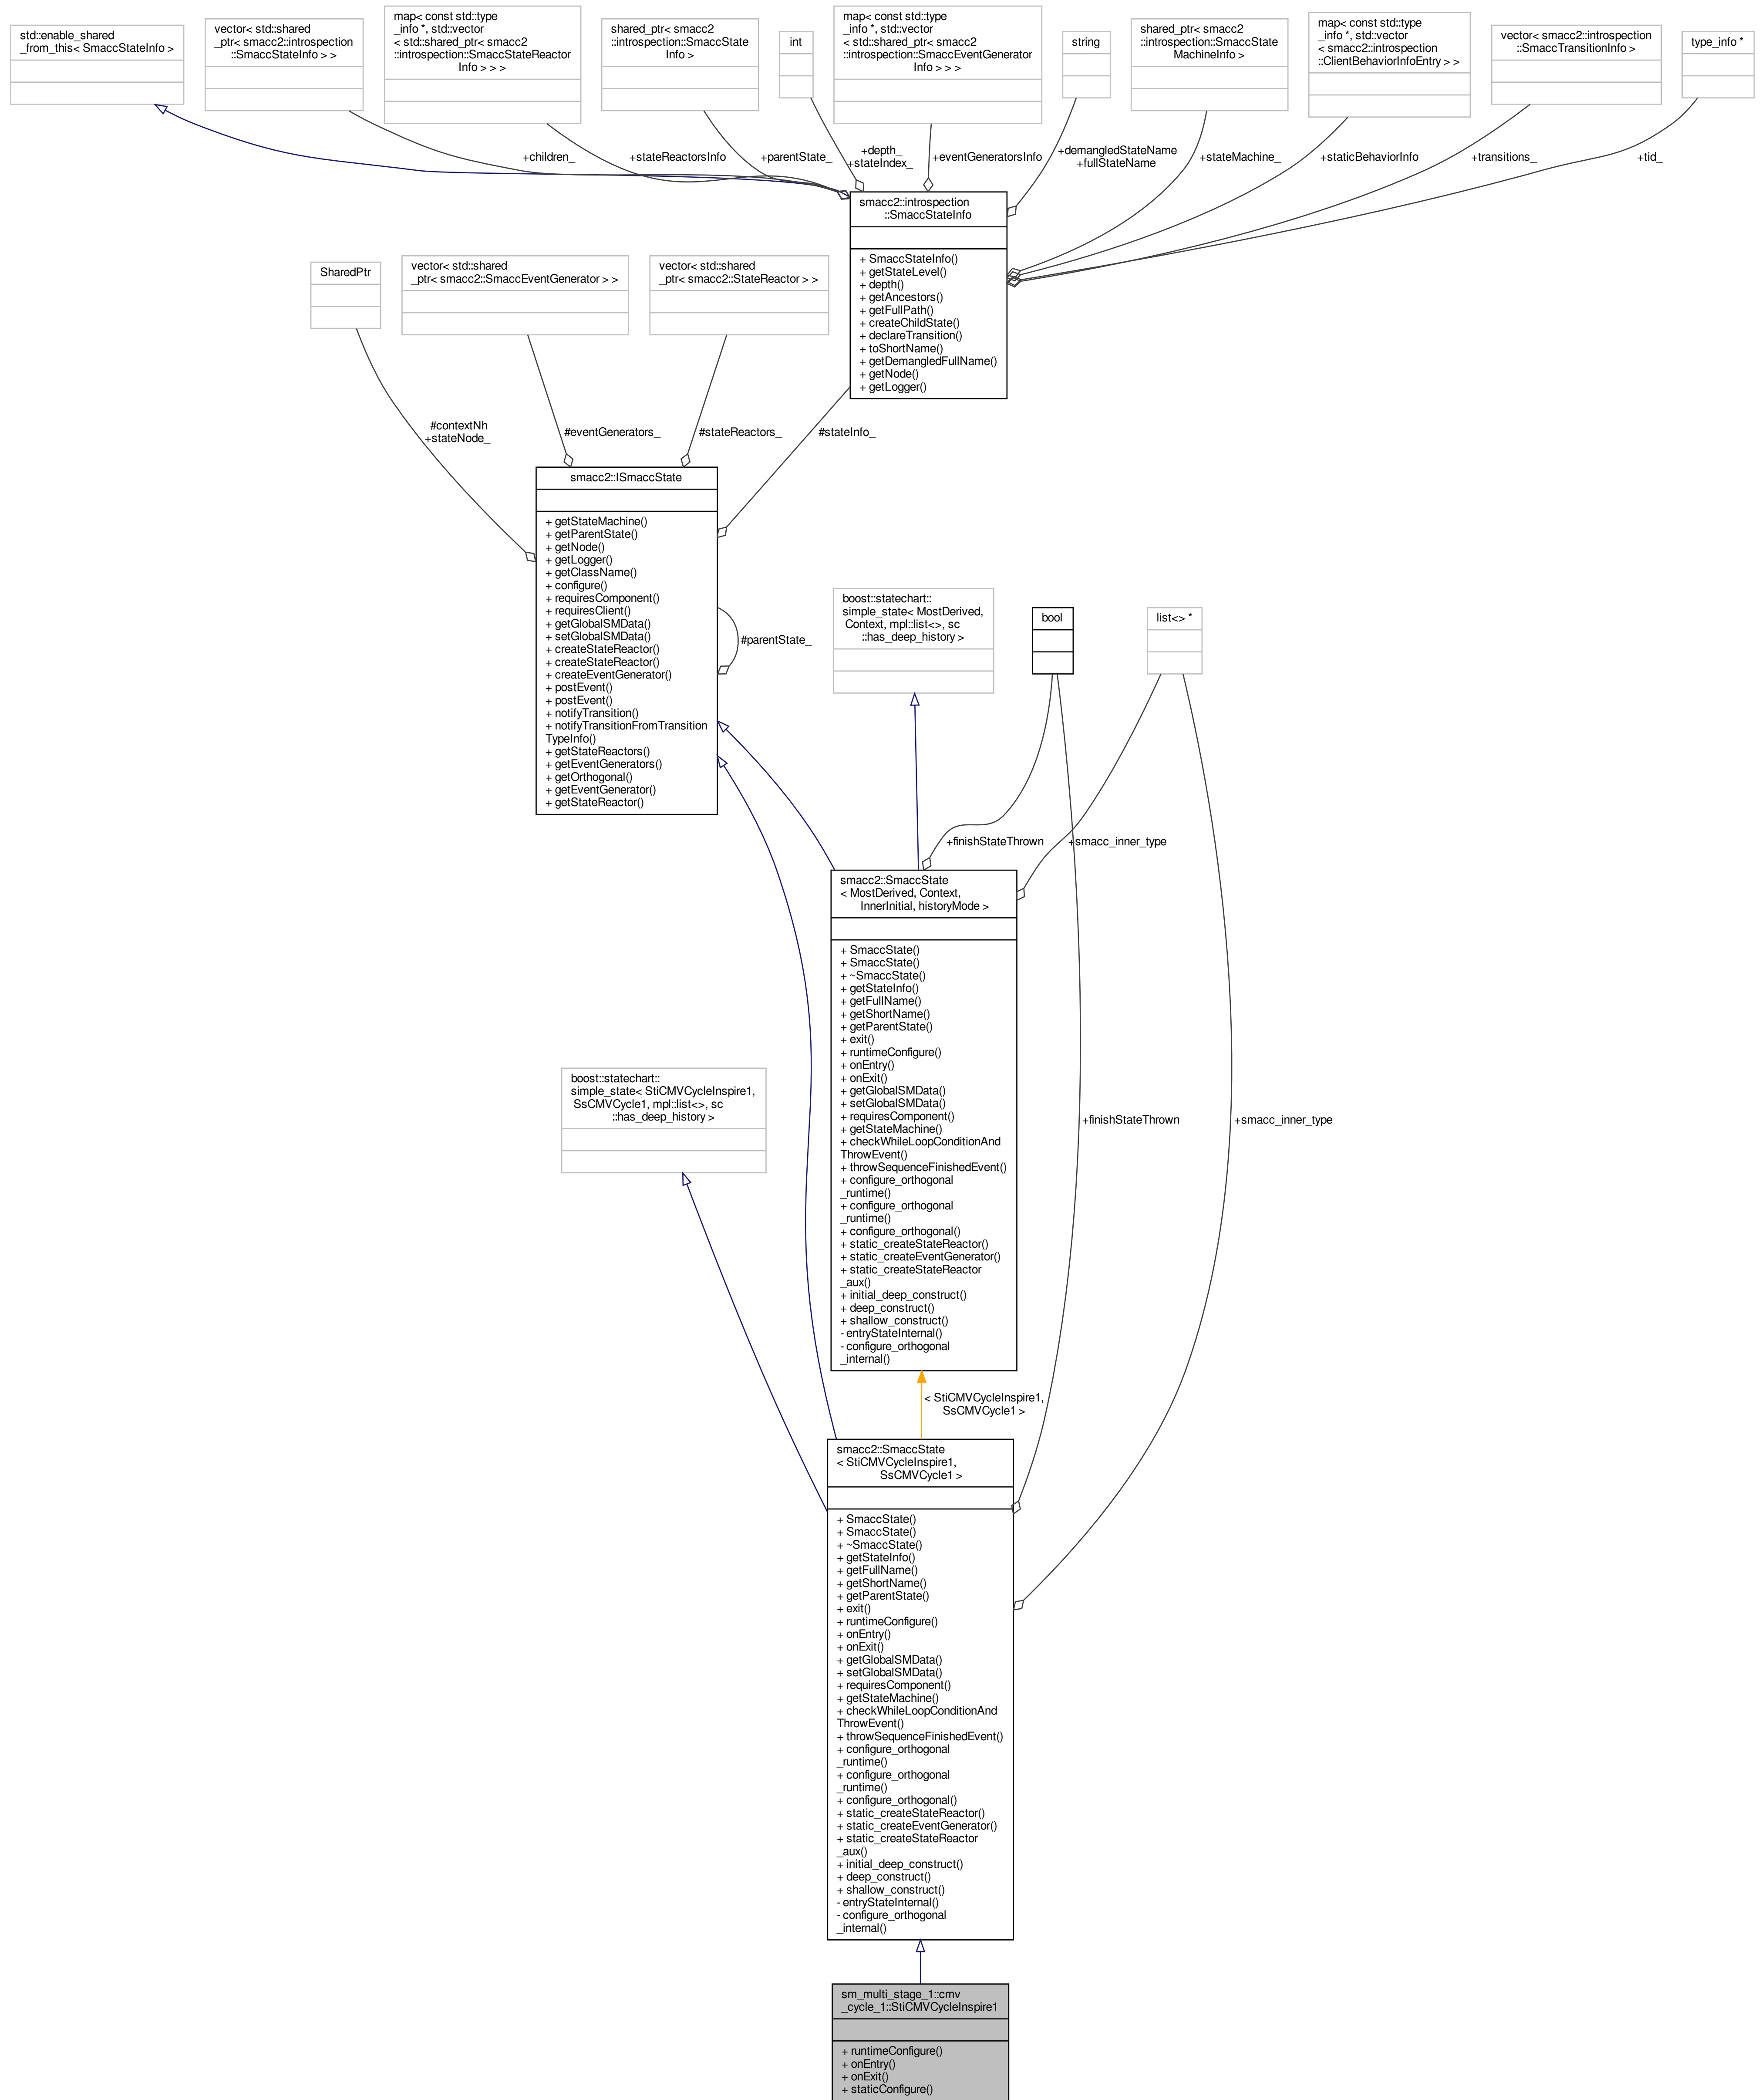 std::enable_shared
_from_this< SmaccStateInfo >
vector< std::shared
_ptr< smacc2::introspection
::SmaccStateInfo > >
map< const std::type
_info *, std::vector
< std::shared_ptr< smacc2
::introspection::SmaccStateReactor
Info > > >
shared_ptr< smacc2
::introspection::SmaccState
Info >
int
map< const std::type
_info *, std::vector
< std::shared_ptr< smacc2
::introspection::SmaccEventGenerator
Info > > >
string
shared_ptr< smacc2
::introspection::SmaccState
MachineInfo >
map< const std::type
_info *, std::vector
< smacc2::introspection
::ClientBehaviorInfoEntry > >
vector< smacc2::introspection
::SmaccTransitionInfo >
type_info *
+children_
+stateReactorsInfo
+parentState_
+depth_
+stateIndex_
+eventGeneratorsInfo
+demangledStateName
+fullStateName
+stateMachine_
+staticBehaviorInfo
+transitions_
+tid_
smacc2::introspection
::SmaccStateInfo
+ SmaccStateInfo()
+ getStateLevel()
+ depth()
+ getAncestors()
+ getFullPath()
+ createChildState()
+ declareTransition()
+ toShortName()
+ getDemangledFullName()
+ getNode()
+ getLogger()
SharedPtr
vector< std::shared
_ptr< smacc2::SmaccEventGenerator > >
vector< std::shared
_ptr< smacc2::StateReactor > >
#contextNh
+stateNode_
#eventGenerators_
#stateReactors_
#stateInfo_
smacc2::ISmaccState
+ getStateMachine()
+ getParentState()
+ getNode()
+ getLogger()
+ getClassName()
+ configure()
+ requiresComponent()
+ requiresClient()
+ getGlobalSMData()
+ setGlobalSMData()
+ createStateReactor()
+ createStateReactor()
+ createEventGenerator()
+ postEvent()
+ postEvent()
+ notifyTransition()
+ notifyTransitionFromTransition
TypeInfo()
+ getStateReactors()
+ getEventGenerators()
+ getOrthogonal()
+ getEventGenerator()
+ getStateReactor()
#parentState_
boost::statechart::
simple_state< MostDerived,
Context, mpl::list<>, sc
::has_deep_history >
bool
list<> *
+finishStateThrown
+smacc_inner_type
smacc2::SmaccState
< MostDerived, Context,
InnerInitial, historyMode >
+ SmaccState()
+ SmaccState()
+ ~SmaccState()
+ getStateInfo()
+ getFullName()
+ getShortName()
+ getParentState()
+ exit()
+ runtimeConfigure()
+ onEntry()
+ onExit()
+ getGlobalSMData()
+ setGlobalSMData()
+ requiresComponent()
+ getStateMachine()
+ checkWhileLoopConditionAnd
ThrowEvent()
+ throwSequenceFinishedEvent()
+ configure_orthogonal
_runtime()
+ configure_orthogonal
_runtime()
+ configure_orthogonal()
+ static_createStateReactor()
+ static_createEventGenerator()
+ static_createStateReactor
_aux()
+ initial_deep_construct()
+ deep_construct()
+ shallow_construct()
- entryStateInternal()
- configure_orthogonal
_internal()
boost::statechart::
simple_state< StiCMVCycleInspire1,
SsCMVCycle1, mpl::list<>, sc
::has_deep_history >
+finishStateThrown
+smacc_inner_type
< StiCMVCycleInspire1,
SsCMVCycle1 >
smacc2::SmaccState
< StiCMVCycleInspire1,
SsCMVCycle1 >
+ SmaccState()
+ SmaccState()
+ ~SmaccState()
+ getStateInfo()
+ getFullName()
+ getShortName()
+ getParentState()
+ exit()
+ runtimeConfigure()
+ onEntry()
+ onExit()
+ getGlobalSMData()
+ setGlobalSMData()
+ requiresComponent()
+ getStateMachine()
+ checkWhileLoopConditionAnd
ThrowEvent()
+ throwSequenceFinishedEvent()
+ configure_orthogonal
_runtime()
+ configure_orthogonal
_runtime()
+ configure_orthogonal()
+ static_createStateReactor()
+ static_createEventGenerator()
+ static_createStateReactor
_aux()
+ initial_deep_construct()
+ deep_construct()
+ shallow_construct()
- entryStateInternal()
- configure_orthogonal
_internal()
sm_multi_stage_1::cmv
_cycle_1::StiCMVCycleInspire1
+ runtimeConfigure()
+ onEntry()
+ onExit()
+ staticConfigure()